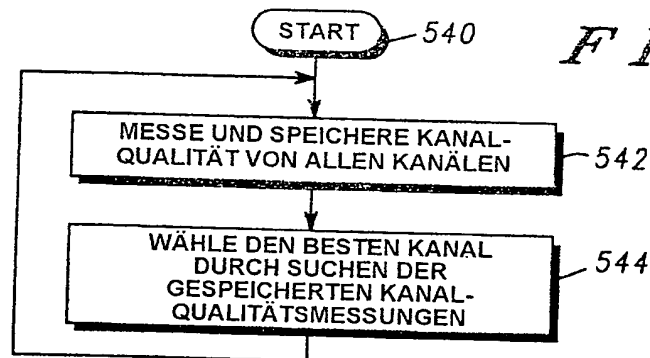 START
540
F I
MESSE UND SPEICHERE KANAL-
QUALITÄT VON ALLEN KANÄLEN
542
WÄHLE DEN BESTEN KANAL
DURCH SUCHEN DER
GESPEICHERTEN KANAL-
QUALITÄTSMESSUNGEN
544